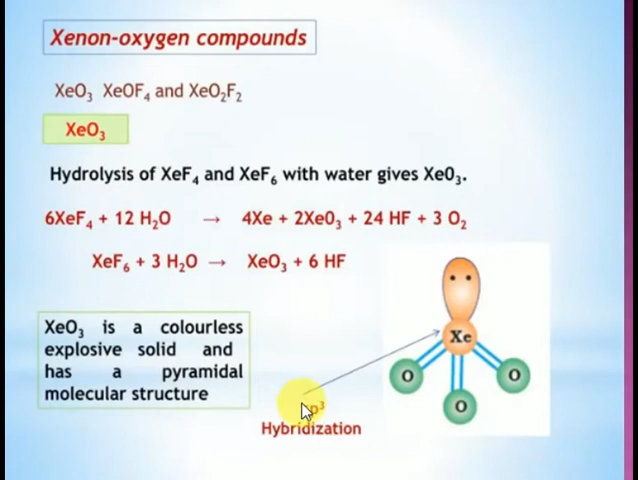 Xenon-oxygen compounds
XeO₃ XeOF₄ and XeO₂F₂
XeO₃
Hydrolysis of XeF₄ and XeF₆ with water gives Xe0₃.
6XeF₄ + 12 H₂O → 4Xe + 2Xe0₃ + 24 HF + 3 O₂
XeF₆ + 3 H₂O → XeO₃ + 6 HF
XeO₃ is a colourless
explosive solid and
has a pyramidal
molecular structure
Xe
O
O
O
Hybridization